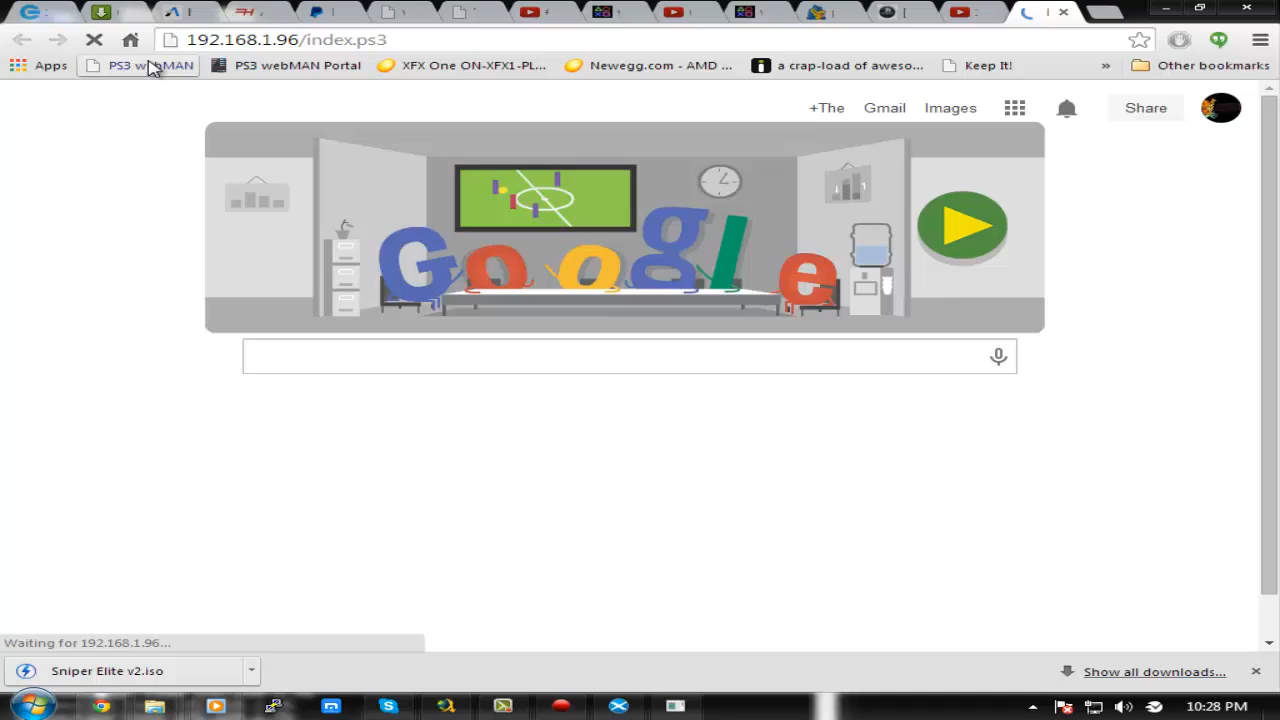 192.168.1.96/index.ps3
Apps
PS3 webMAN
PS3 webMAN Portal
XFX One ON-XFX1-PL...
Newegg.com - AMD ...
a crap-load of aweso...
Keep It!
»
Other bookmarks
+The
Gmail
Images
Share
Google
Waiting for 192.168.1.96...
Sniper Elite v2.iso
Show all downloads...
10:28 PM